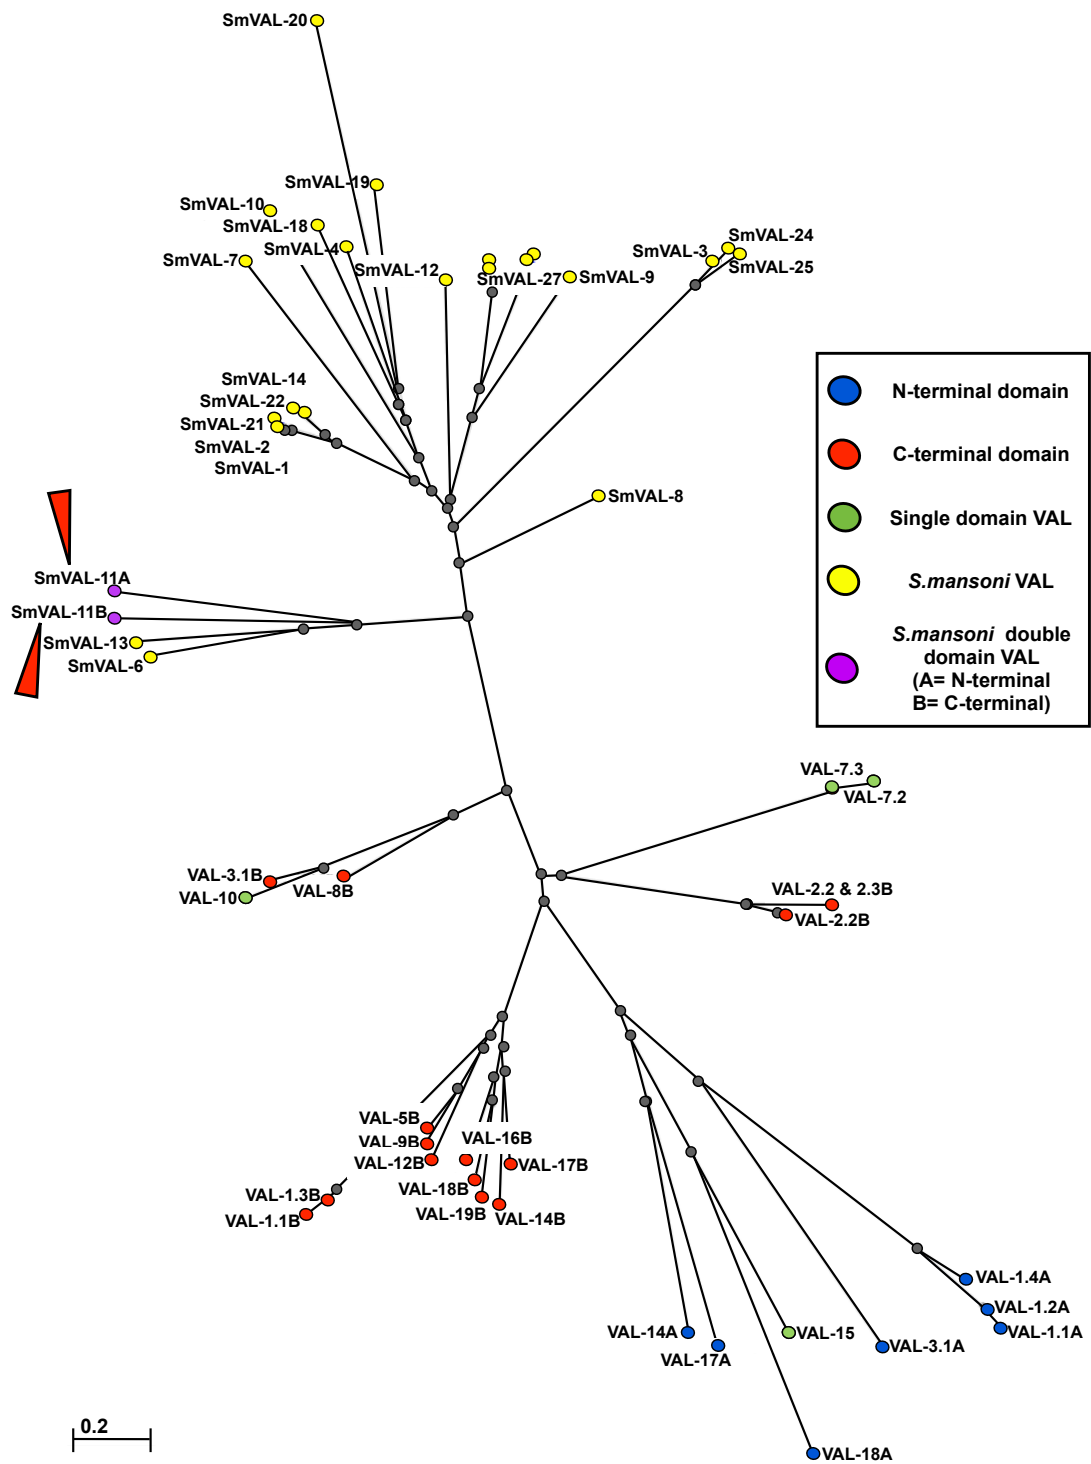 SmVAL-20
SmVAL-19
SmVAL-10
SmVAL-18
SmVAL-4
SmVAL-7
SmVAL-12
SmVAL-27
SmVAL-9
SmVAL-3
SmVAL-24
SmVAL-25
SmVAL-14
SmVAL-22
SmVAL-21
SmVAL-2
SmVAL-1
SmVAL-8
SmVAL-11A
SmVAL-11B
SmVAL-13
SmVAL-6
N-terminal domain
C-terminal domain
Single domain VAL
S.mansoni VAL
S.mansoni double
domain VAL
(A= N-terminal
B= C-terminal)
VAL-7.3
VAL-7.2
VAL-3.1B
VAL-10
VAL-8B
VAL-2.2 & 2.3B
VAL-2.2B
VAL-5B
VAL-9B
VAL-12B
VAL-16B
VAL-17B
VAL-18B
VAL-19B
VAL-14B
VAL-1.3B
VAL-1.1B
VAL-1.4A
VAL-1.2A
VAL-1.1A
VAL-14A
VAL-17A
VAL-15
VAL-3.1A
VAL-18A
0.2